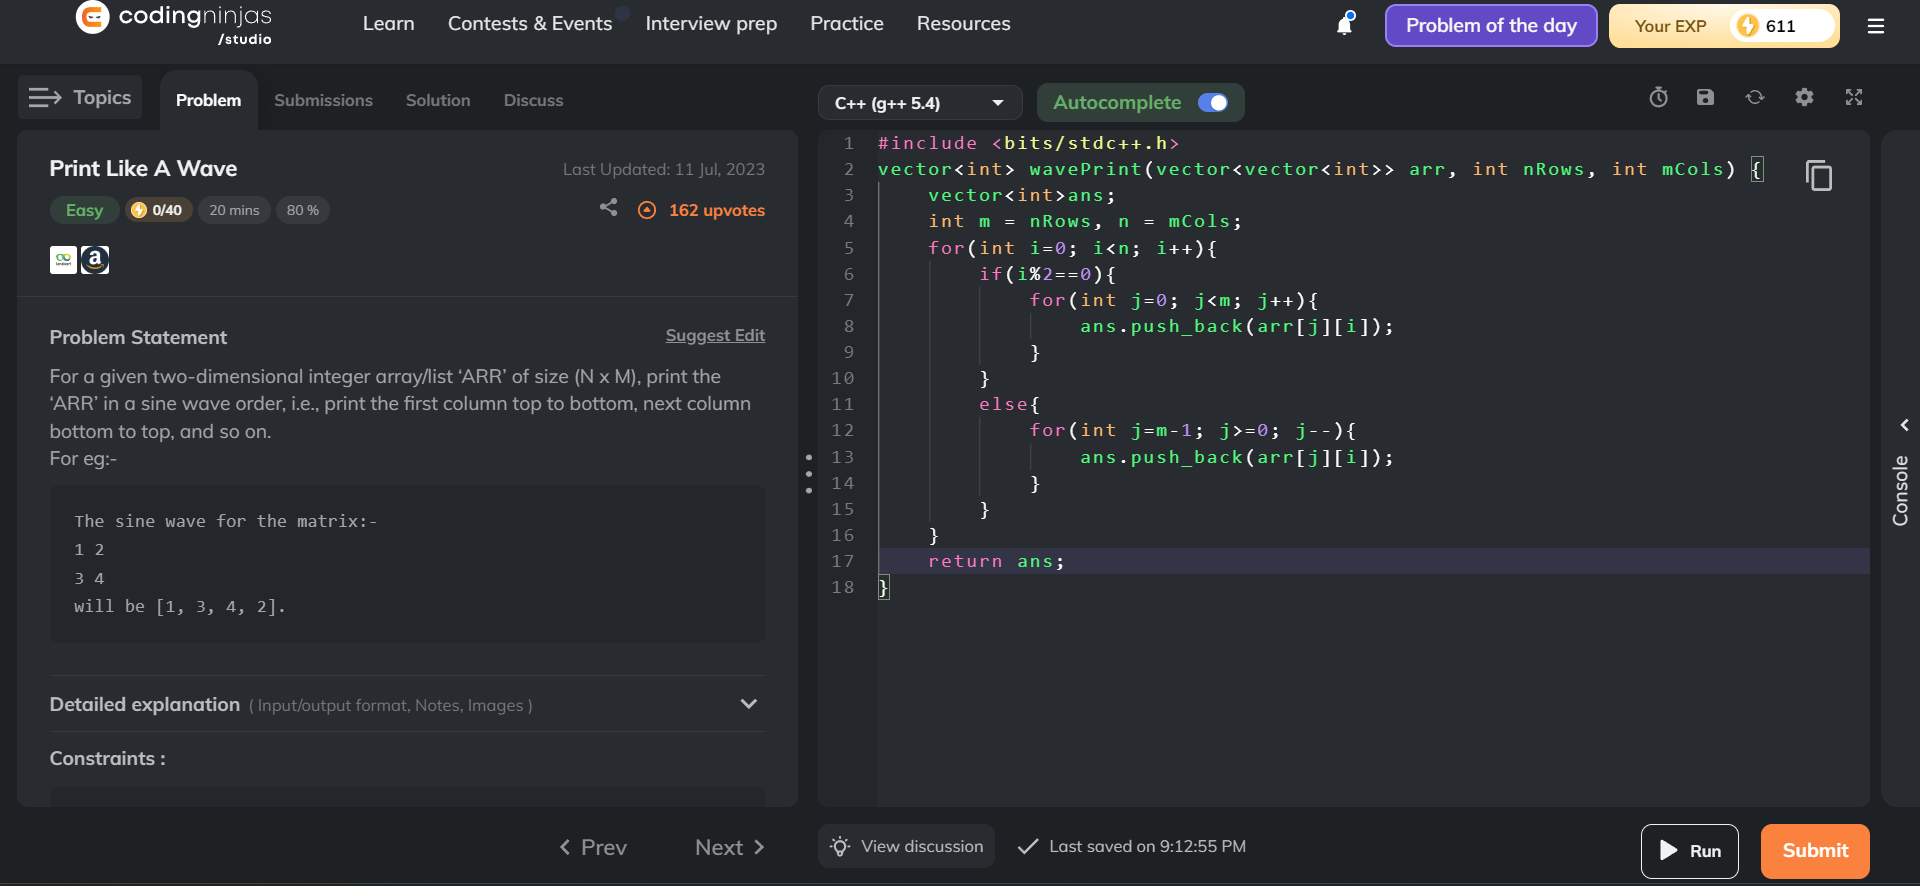 codingninjas
/studio
Learn
Contests & Events
Interview prep
Practice
Resources
Problem of the day
Your EXP
611
Topics
Problem
Submissions
Solution
Discuss
Print Like A Wave
Last Updated: 11 Jul, 2023
Easy
0/40
20 mins
80 %
162 upvotes
a
Problem Statement
Suggest Edit
For a given two-dimensional integer array/list ‘ARR’ of size (N x M), print the
‘ARR’ in a sine wave order, i.e., print the first column top to bottom, next column
bottom to top, and so on.
For eg:-
The sine wave for the matrix:-
1 2
3 4
will be [1, 3, 4, 2].
Detailed explanation ( Input/output format, Notes, Images )
Constraints :
Prev
Next
C++ (g++ 5.4)
Autocomplete
1 #include <bits/stdc++.h>
2 vector<int> wavePrint(vector<vector<int>> arr, int nRows, int mCols) {
3 vector<int>ans;
4 int m = nRows, n = mCols;
5 for(int i=0; i<n; i++){
6 if(i%2==0){
7 for(int j=0; j<m; j++){
8 ans.push_back(arr[j][i]);
9 }
10 }
11 else{
12 for(int j=m-1; j>=0; j--){
13 ans.push_back(arr[j][i]);
14 }
15 }
16 }
17 return ans;
18 }
Console
View discussion
Last saved on 9:12:55 PM
Run
Submit